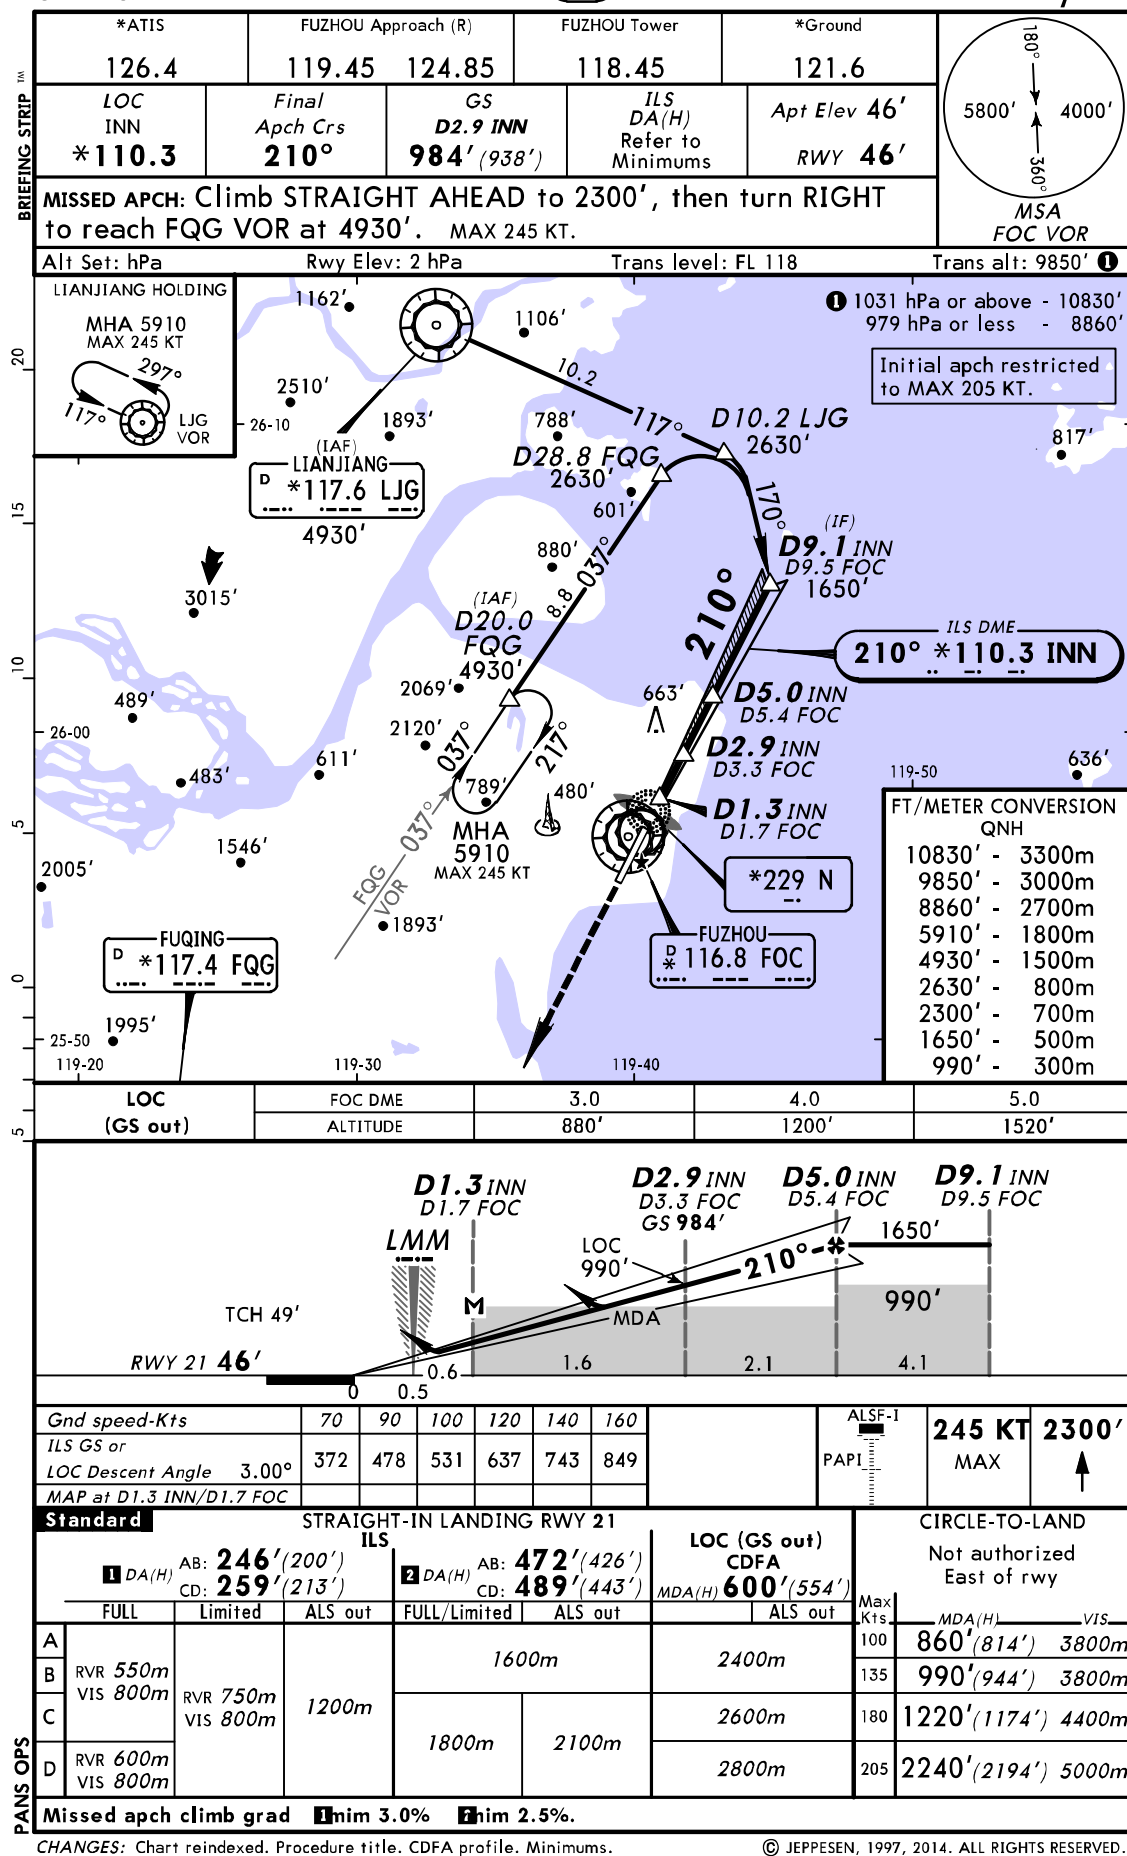 *ATIS
126.4
FUZHOU Approach (R)
119.45 124.85
FUZHOU Tower
118.45
*Ground
121.6
BRIEFING STRIP TM
LOC
INN
*110.3
Final
Apch Crs
210°
GS
D2.9 INN
984'(938')
ILS
DA(H)
Refer to
Minimums
Apt Elev 46'
RWY 46'
180°
5800' 4000'
360°
MSA
FOC VOR
MISSED APCH: Climb STRAIGHT AHEAD to 2300', then turn RIGHT
to reach FQG VOR at 4930'. MAX 245 KT.
Alt Set: hPa Rwy Elev: 2 hPa Trans level: FL 118 Trans alt: 9850' 1
LIANJIANG HOLDING
MHA 5910
MAX 245 KT
297°
117°
LJG
VOR
1 1031 hPa or above - 10830'
979 hPa or less - 8860'
Initial apch restricted
to MAX 205 KT.
1162'
1106'
20
10.2
117°
2510'
26-10
1893'
788'
D10.2 LJG
2630'
817'
(IAF)
LIANJIANG
D *117.6 LJG
4930'
D28.8 FQG
2630'
601'
170°
15
(IF)
D9.1 INN
D9.5 FOC
1650'
880'
037°
8.8
3015'
(IAF)
D20.0
FQG
4930'
210°
ILS DME
210° *110.3 INN
10
2069'
663'
D5.0 INN
D5.4 FOC
489'
26-00
2120'
037°
217°
D2.9 INN
D3.3 FOC
611'
483'
789'
480'
119-50
636'
D1.3 INN
D1.7 FOC
5
037°
MHA
5910
MAX 245 KT
1546'
2005'
FQG
VOR
*229 N
1893'
FUQING
D *117.4 FQG
FUZHOU
D
* 116.8 FOC
0
1995'
25-50
119-20
119-30
119-40
FT/METER CONVERSION
QNH
10830' - 3300m
9850' - 3000m
8860' - 2700m
5910' - 1800m
4930' - 1500m
2630' - 800m
2300' - 700m
1650' - 500m
990' - 300m
5
LOC
(GS out)
FOC DME 3.0 4.0 5.0
ALTITUDE 880' 1200' 1520'
D1.3 INN
D1.7 FOC
D2.9 INN
D3.3 FOC
GS 984'
D5.0 INN
D5.4 FOC
D9.1 INN
D9.5 FOC
LMM
LOC
990'
210°
1650'
M
MDA
990'
TCH 49'
RWY 21 46'
0.6 1.6 2.1 4.1
0 0.5
Gnd speed-Kts 70 90 100 120 140 160
ILS GS or
LOC Descent Angle 3.00° 372 478 531 637 743 849
MAP at D1.3 INN/D1.7 FOC
ALSF-I
PAPI
245 KT
MAX
2300'
Standard STRAIGHT-IN LANDING RWY 21
ILS
1 DA(H) AB: 246'(200')
CD: 259'(213')
2 DA(H) AB: 472'(426')
CD: 489'(443')
LOC (GS out)
CDFA
MDA(H) 600'(554')
CIRCLE-TO-LAND
Not authorized
East of rwy
FULL Limited ALS out FULL/Limited ALS out ALS out
Max
Kts MDA(H) VIS
A
B
C
D
RVR 550m
VIS 800m
RVR 600m
VIS 800m
RVR 750m
VIS 800m
1200m
1600m
1800m
2100m
2400m
2600m
2800m
100 860'(814') 3800m
135 990'(944') 3800m
180 1220'(1174') 4400m
205 2240'(2194') 5000m
PANS OPS
Missed apch climb grad 1 mim 3.0% him 2.5%.
CHANGES: Chart reindexed. Procedure title. CDFA profile. Minimums.
© JEPPESEN, 1997, 2014. ALL RIGHTS RESERVED.